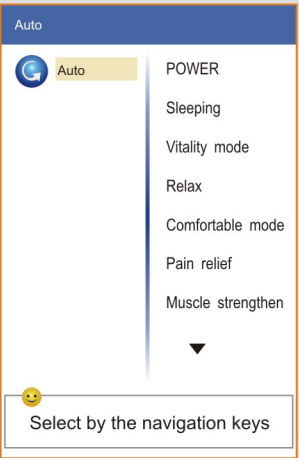 Auto
Auto
POWER
Sleeping
Vitality mode
Relax
Comfortable mode
Pain relief
Muscle strengthen
Select by the navigation keys